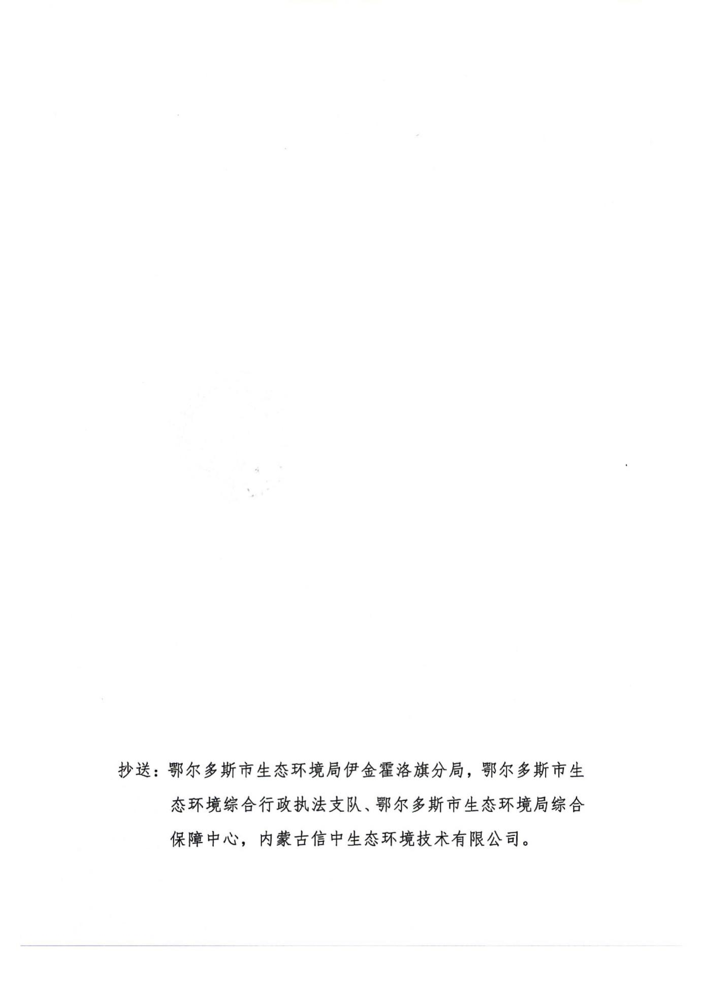 抄送：鄂尔多斯市生态环境局伊金霍洛旗分局，鄂尔多斯市生
态环境综合行政执法支队、鄂尔多斯市生态环境局综合
保障中心，内蒙古信中生态环境技术有限公司。